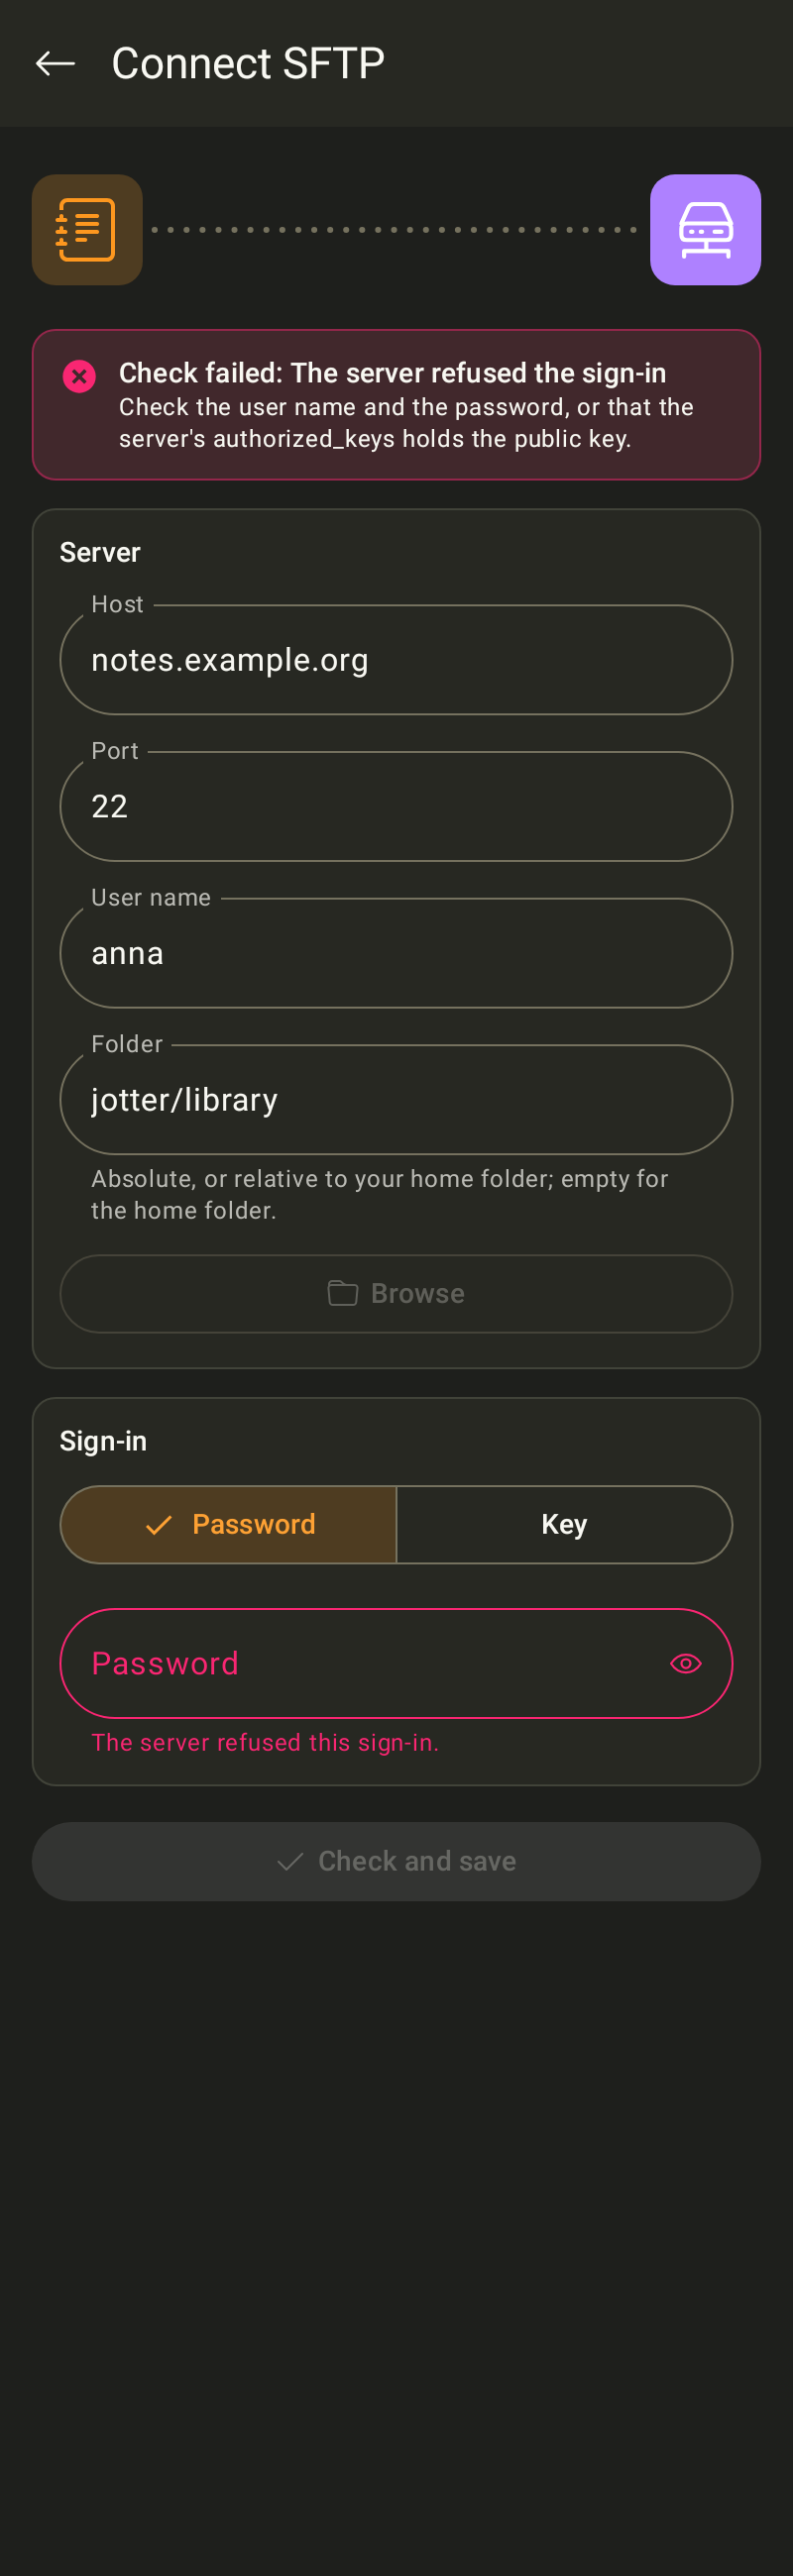 Connect SFTP
Check failed: The server refused the sign-in
Check the user name and the password, or that the
server's authorized_keys holds the public key.
Server
Host
notes.example.org
Port
22
User name
anna
Folder
jotter/library
Absolute, or relative to your home folder; empty for
the home folder.
Browse
Sign-in
Password
Key
Password
The server refused this sign-in.
Check and save